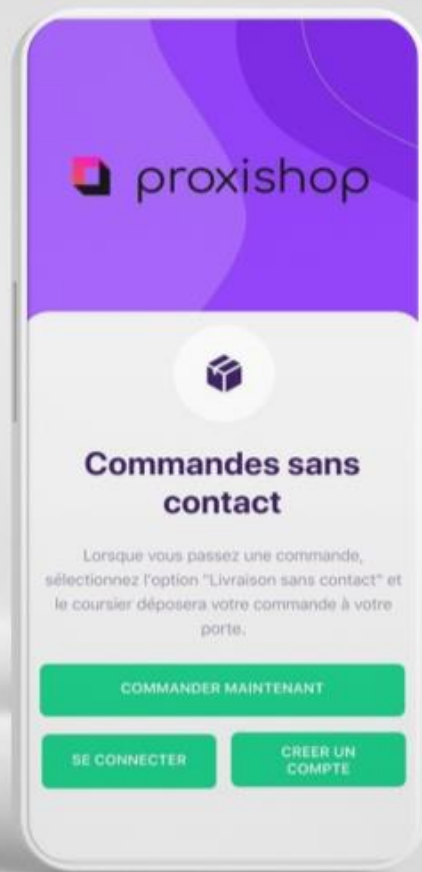 proxishop
Commandes sans
contact
Lorsque vous passez une commande,
sélectionnez l'option "Livraison sans contact" et
le coursier déposera votre commande à votre
porte.
COMMANDER MAINTENANT
SE CONNECTER
CREER UN
COMPTE